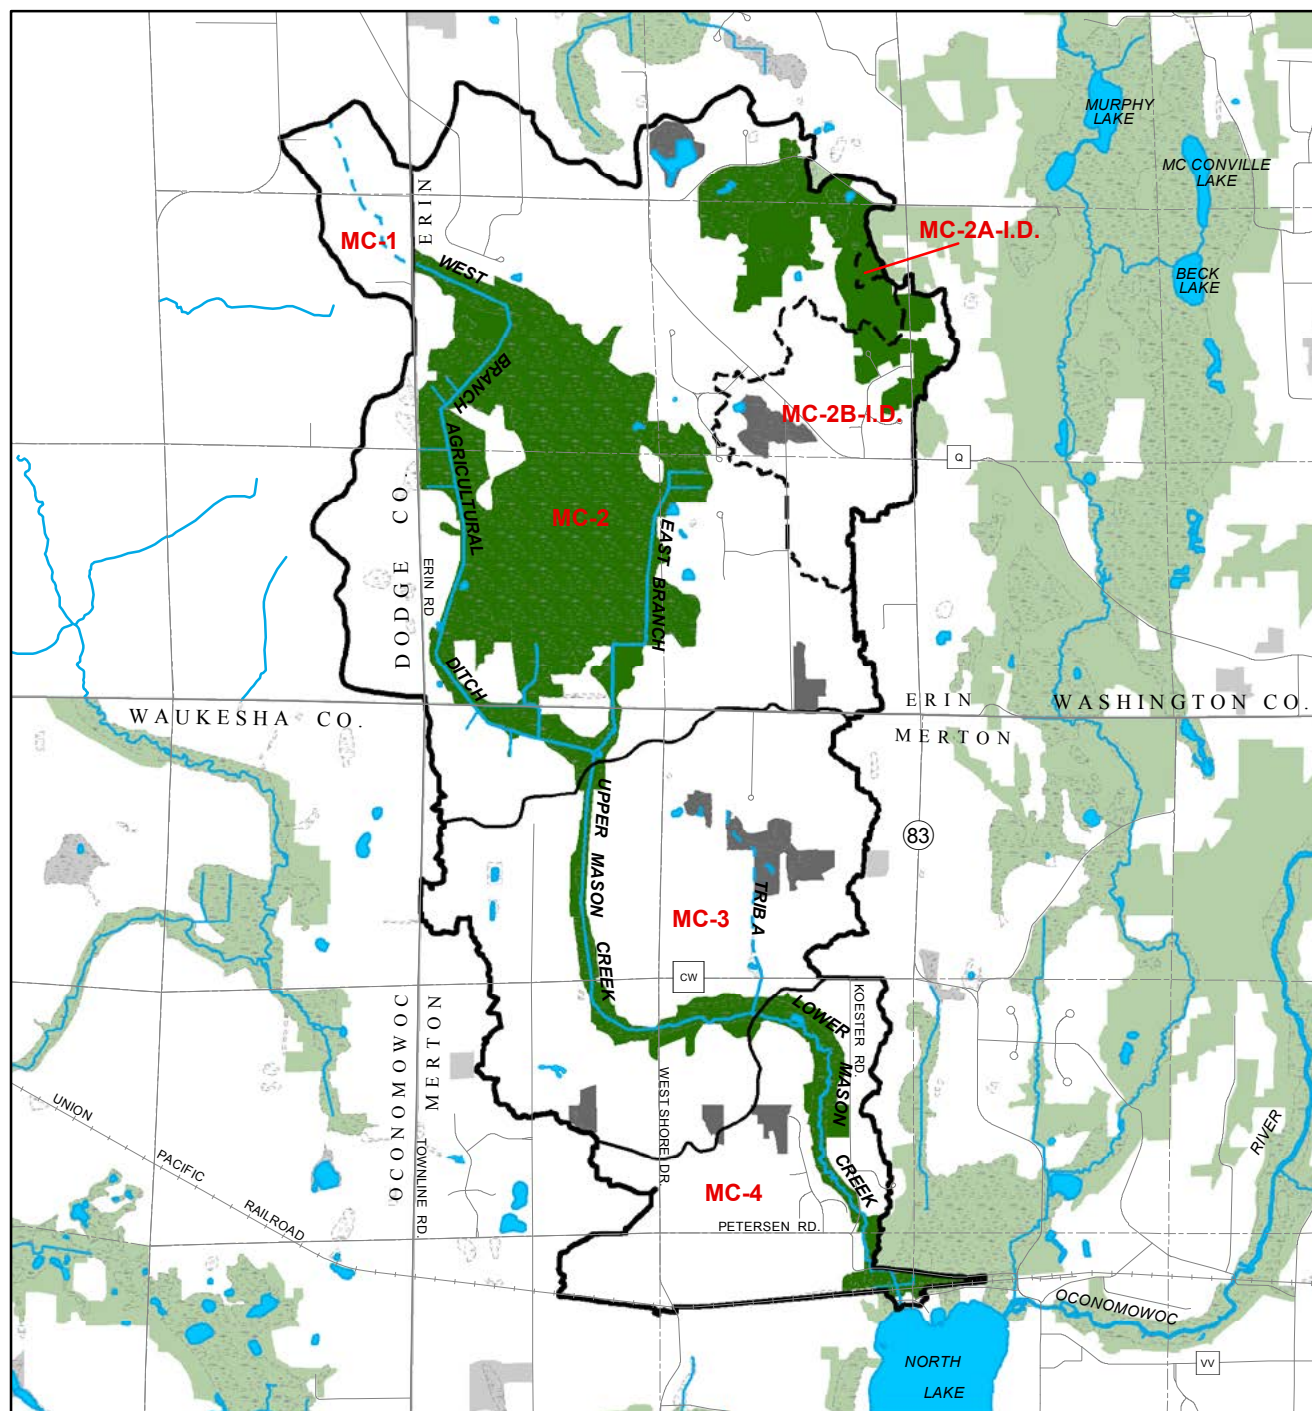 MURPHY
LAKE
MC CONVILLE
LAKE
ERIN
MC-1
MC-2A-I.D.
WEST
BECK
LAKE
BRANCH
MC-2B-I.D.
AGRICULTURAL
Q
DODGE CO.
MC-2
EAST BRANCH
ERIN RD
DITCH
ERIN
WASHINGTON CO.
WAUKESHA CO.
MERTON
UPPER MASON CREEK
83
TRIB A
MC-3
CW
OCONOMOWOC
MERTON
LOWER MASON CREEK
KOESTER RD.
UNION PACIFIC RAILROAD
WEST SHORE DR
TOWNLINE RD.
MC-4
PETERSEN RD.
RIVER
OCONOMOWOC
NORTH
LAKE
VV